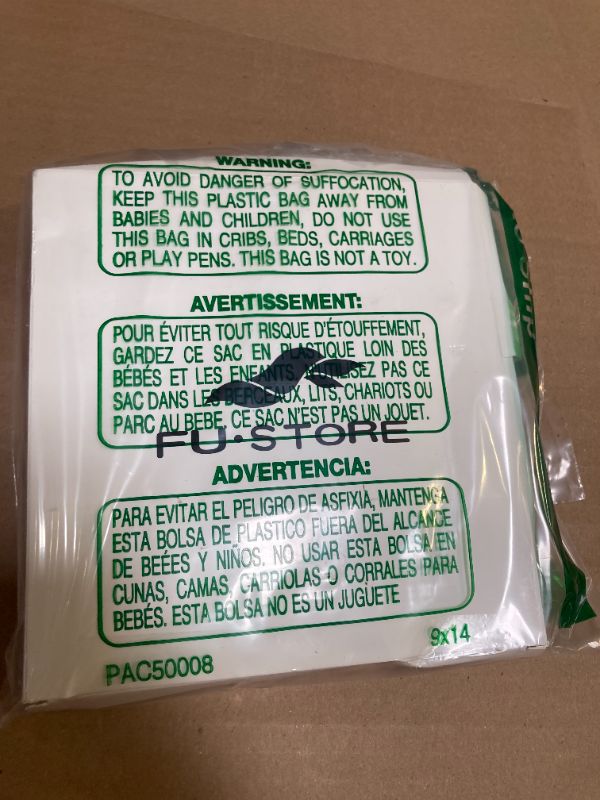 WARNING:
TO AVOID DANGER OF SUFFOCATION,
KEEP THIS PLASTIC BAG AWAY FROM
BABIES AND CHILDREN, DO NOT USE
THIS BAG IN CRIBS, BEDS, CARRIAGES
OR PLAY PENS. THIS BAG IS NOT A TOY.
AVERTISSEMENT:
POUR ÉVITER TOUT RISQUE D'ÉTOUFFEMENT,
GARDEZ CE SAC EN PLASTIQUE LOIN DES
BÉBÉS ET LES ENFANTS. N'UTILISEZ PAS CE
SAC DANS LES BERCEAUX, LITS, CHARIOTS OU
PARC AU BEBE, CE SAC N'EST PAS UN JOUET.
FU·STORE
ADVERTENCIA:
PARA EVITAR EL PELIGRO DE ASFIXIA, MANTENGA
ESTA BOLSA DE PLASTICO FUERA DEL ALCANCE
DE BEÉES Y NIÑOS. NO USAR ESTA BOLSA EN
CUNAS, CAMAS, CARRIOLAS O CORRALES PARA
BEBÉS. ESTA BOLSA NO ES UN JUGUETE
9x14
PAC50008